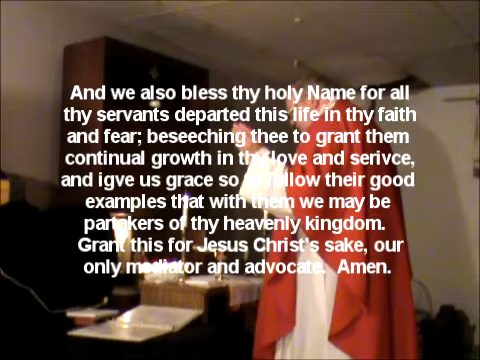 And we also bless thy holy Name for all
thy servants departed this life in thy faith
and fear; beseeching thee to grant them
continual growth in thy love and serivce,
and igve us grace so to follow their good
examples that with them we may be
partakers of thy heavenly kingdom.
Grant this for Jesus Christ's sake, our
only mediator and advocate. Amen.